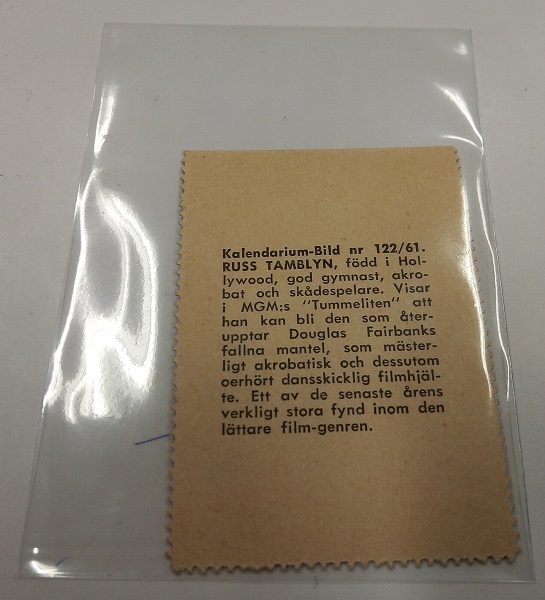 Kalendarium-Bild nr 122/61.
RUSS TAMBLYN, född i Hol-
lywood, god gymnast, akro-
bat och skådespelare. Visar
i MGM:s "Tummeliten" att
han kan bli den som åter-
upptar Douglas Fairbanks
fallna mantel, som mäster-
ligt akrobatisk och dessutom
oerhört dansskicklig filmhjäl-
te. Ett av de senaste årens
verkligt stora fynd inom den
lättare film-genren.